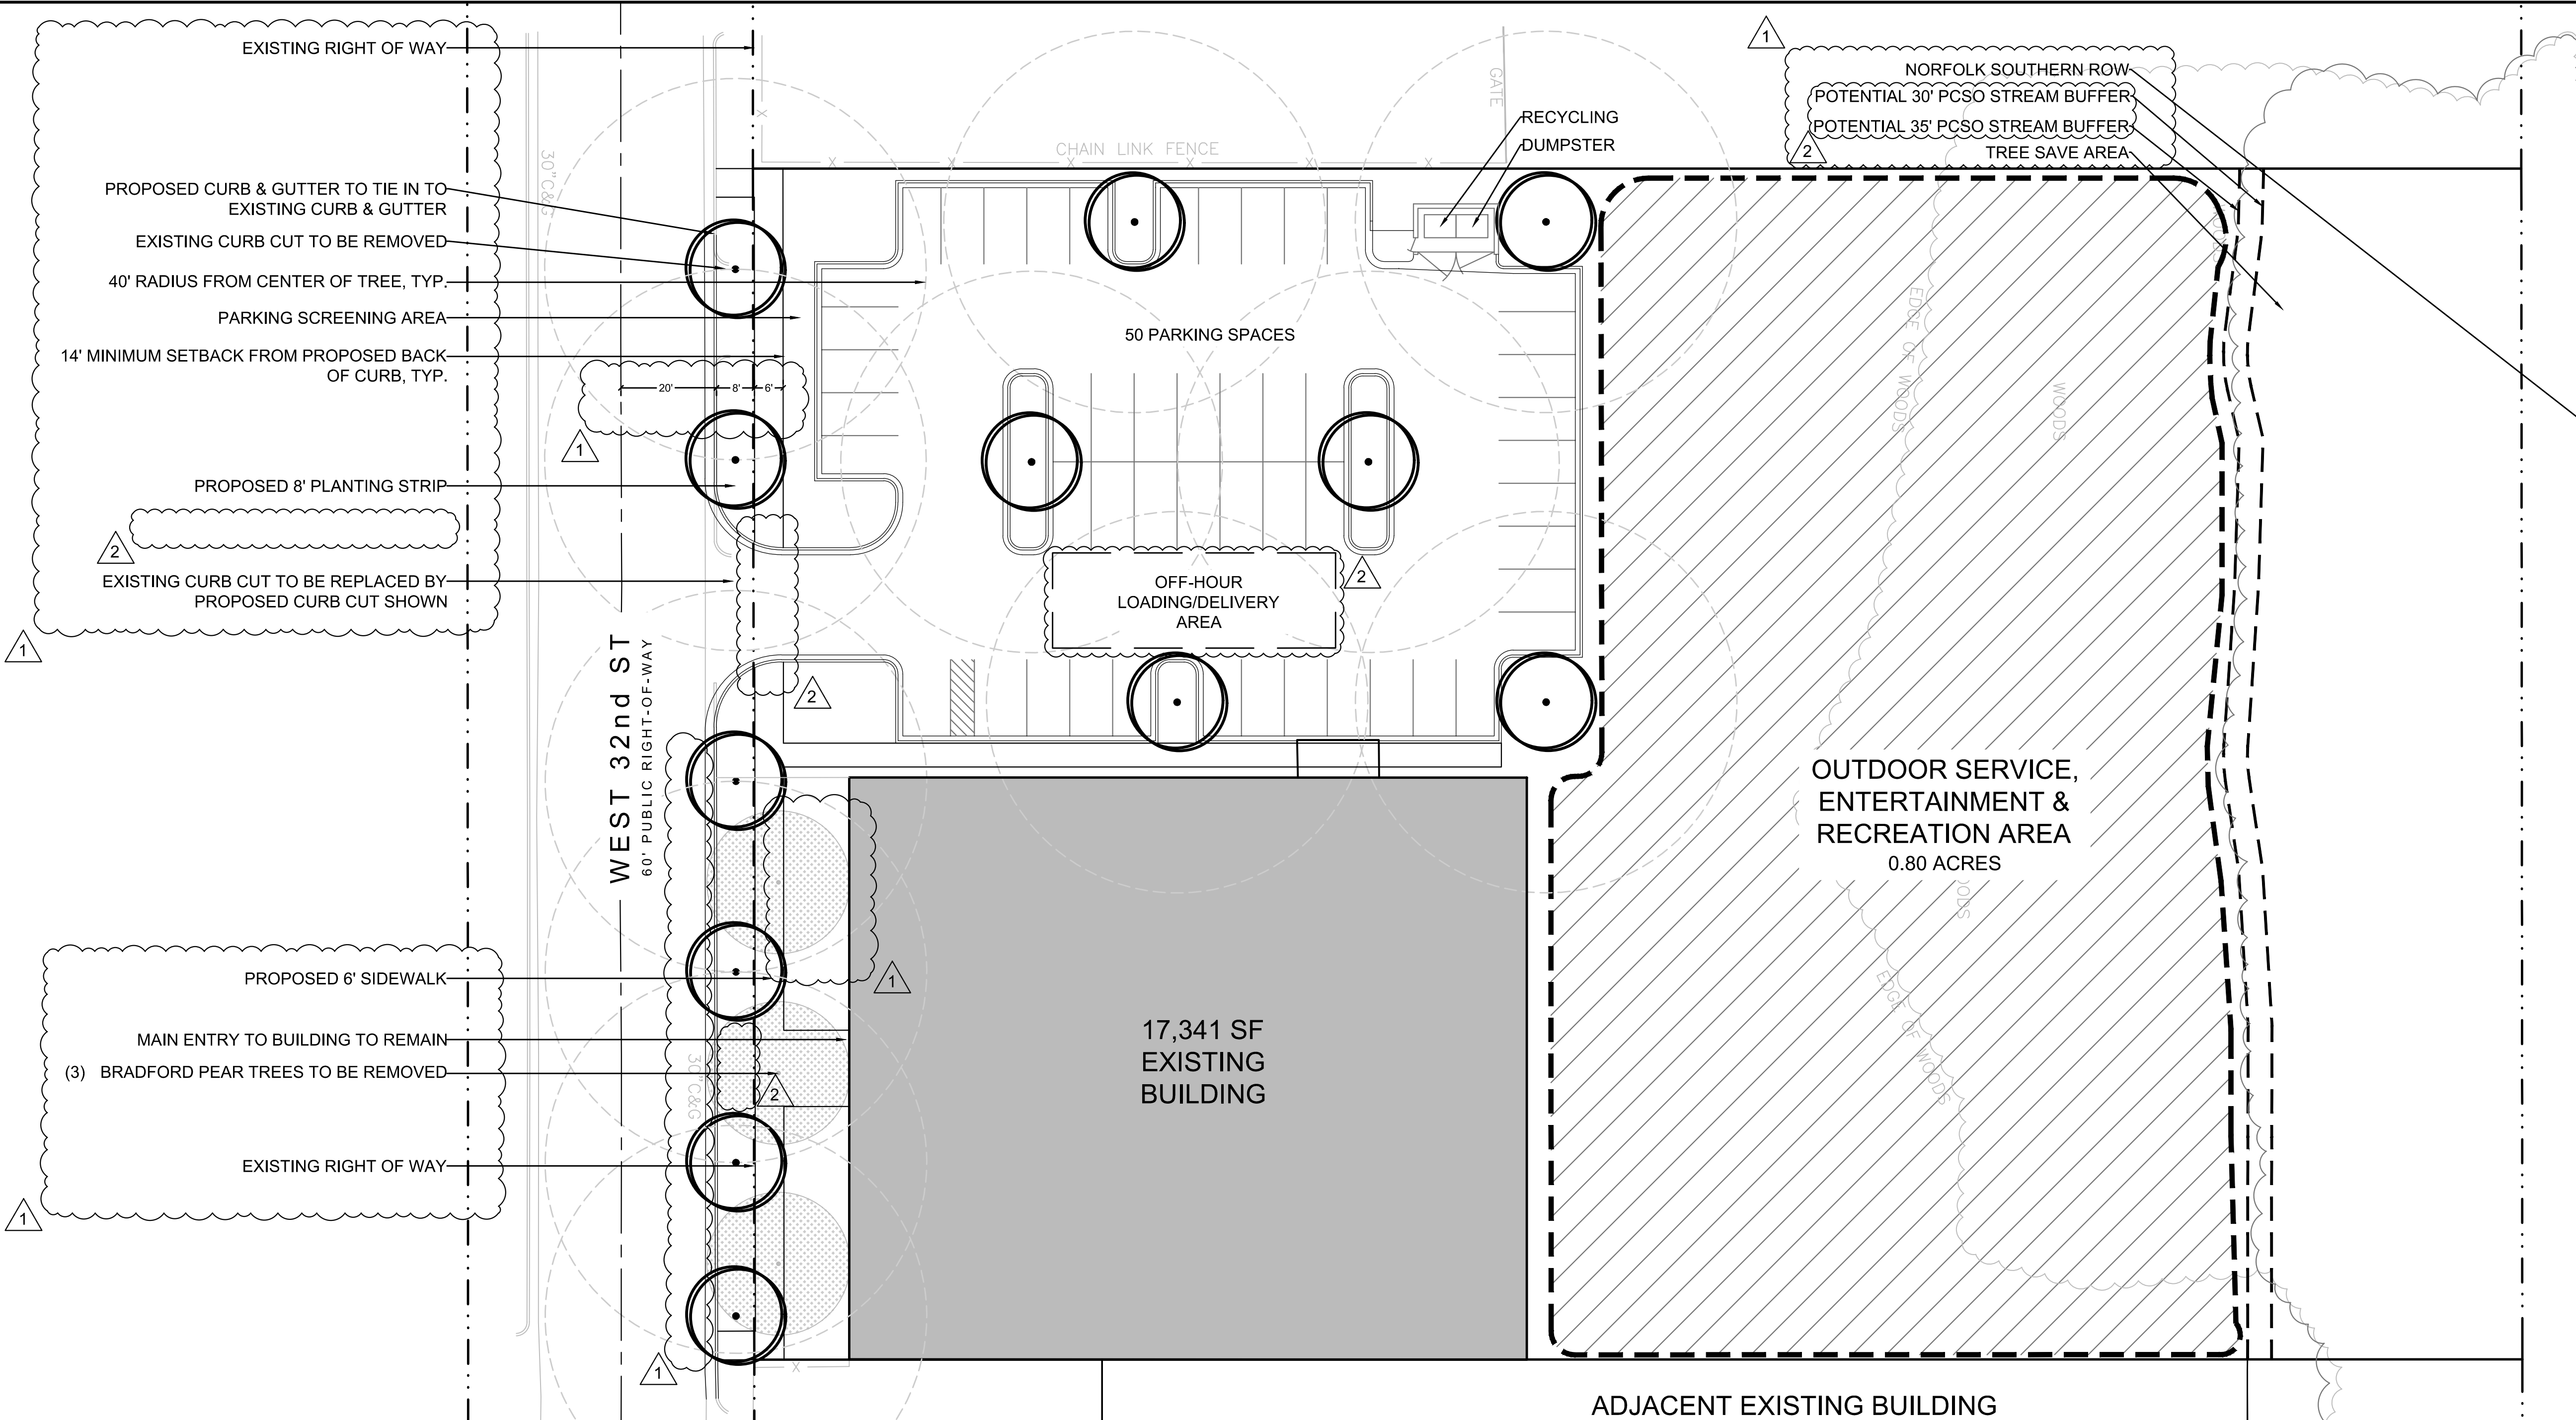 EXISTING RIGHT OF WAY
PROPOSED CURB & GUTTER TO TIE IN TO
EXISTING CURB & GUTTER
EXISTING CURB CUT TO BE REMOVED
40' RADIUS FROM CENTER OF TREE, TYP.
PARKING SCREENING AREA
14' MINIMUM SETBACK FROM PROPOSED BACK
OF CURB, TYP.
PROPOSED 8' PLANTING STRIP
2
EXISTING CURB CUT TO BE REPLACED BY
PROPOSED CURB CUT SHOWN
1
PROPOSED 6' SIDEWALK
MAIN ENTRY TO BUILDING TO REMAIN
(3) BRADFORD PEAR TREES TO BE REMOVED
EXISTING RIGHT OF WAY
1
30"C&G
20'
8'
6'
1
WEST 32nd ST
60' PUBLIC RIGHT-OF-WAY
2
1
2
30"C&G
1
X
X
X
X
X
X
X
X
CHAIN LINK FENCE
GATE
RECYCLING
DUMPSTER
50 PARKING SPACES
OFF-HOUR
LOADING/DELIVERY
AREA
2
17,341 SF
EXISTING
BUILDING
1
NORFOLK SOUTHERN ROW
POTENTIAL 30' PCSO STREAM BUFFER
POTENTIAL 35' PCSO STREAM BUFFER
2
TREE SAVE AREA
EDGE OF WOODS
WOODS
OUTDOOR SERVICE,
ENTERTAINMENT &
RECREATION AREA
0.80 ACRES
EDGE OF WOODS
ADJACENT EXISTING BUILDING